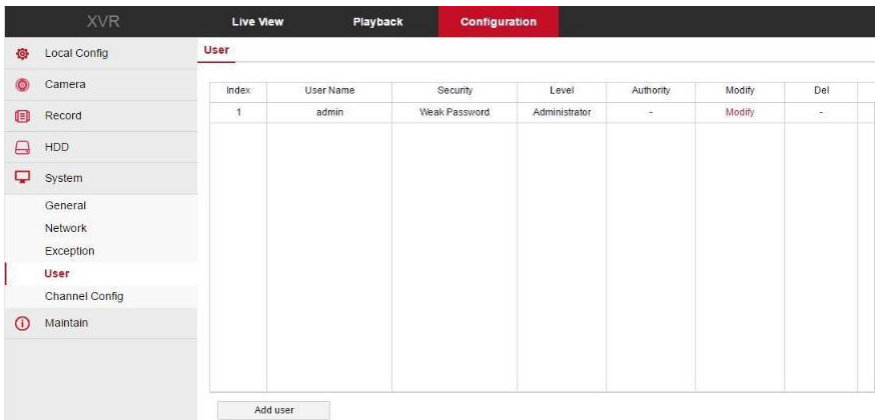 XVR Live View Playback Configuration
Local Config
Camera
Record
HDD
System
General
Network
Exception
User
Channel Config
Maintain
User
Index User Name Security Level Authority Modify Del
1 admin Weak Password Administrator - Modify -
Add user